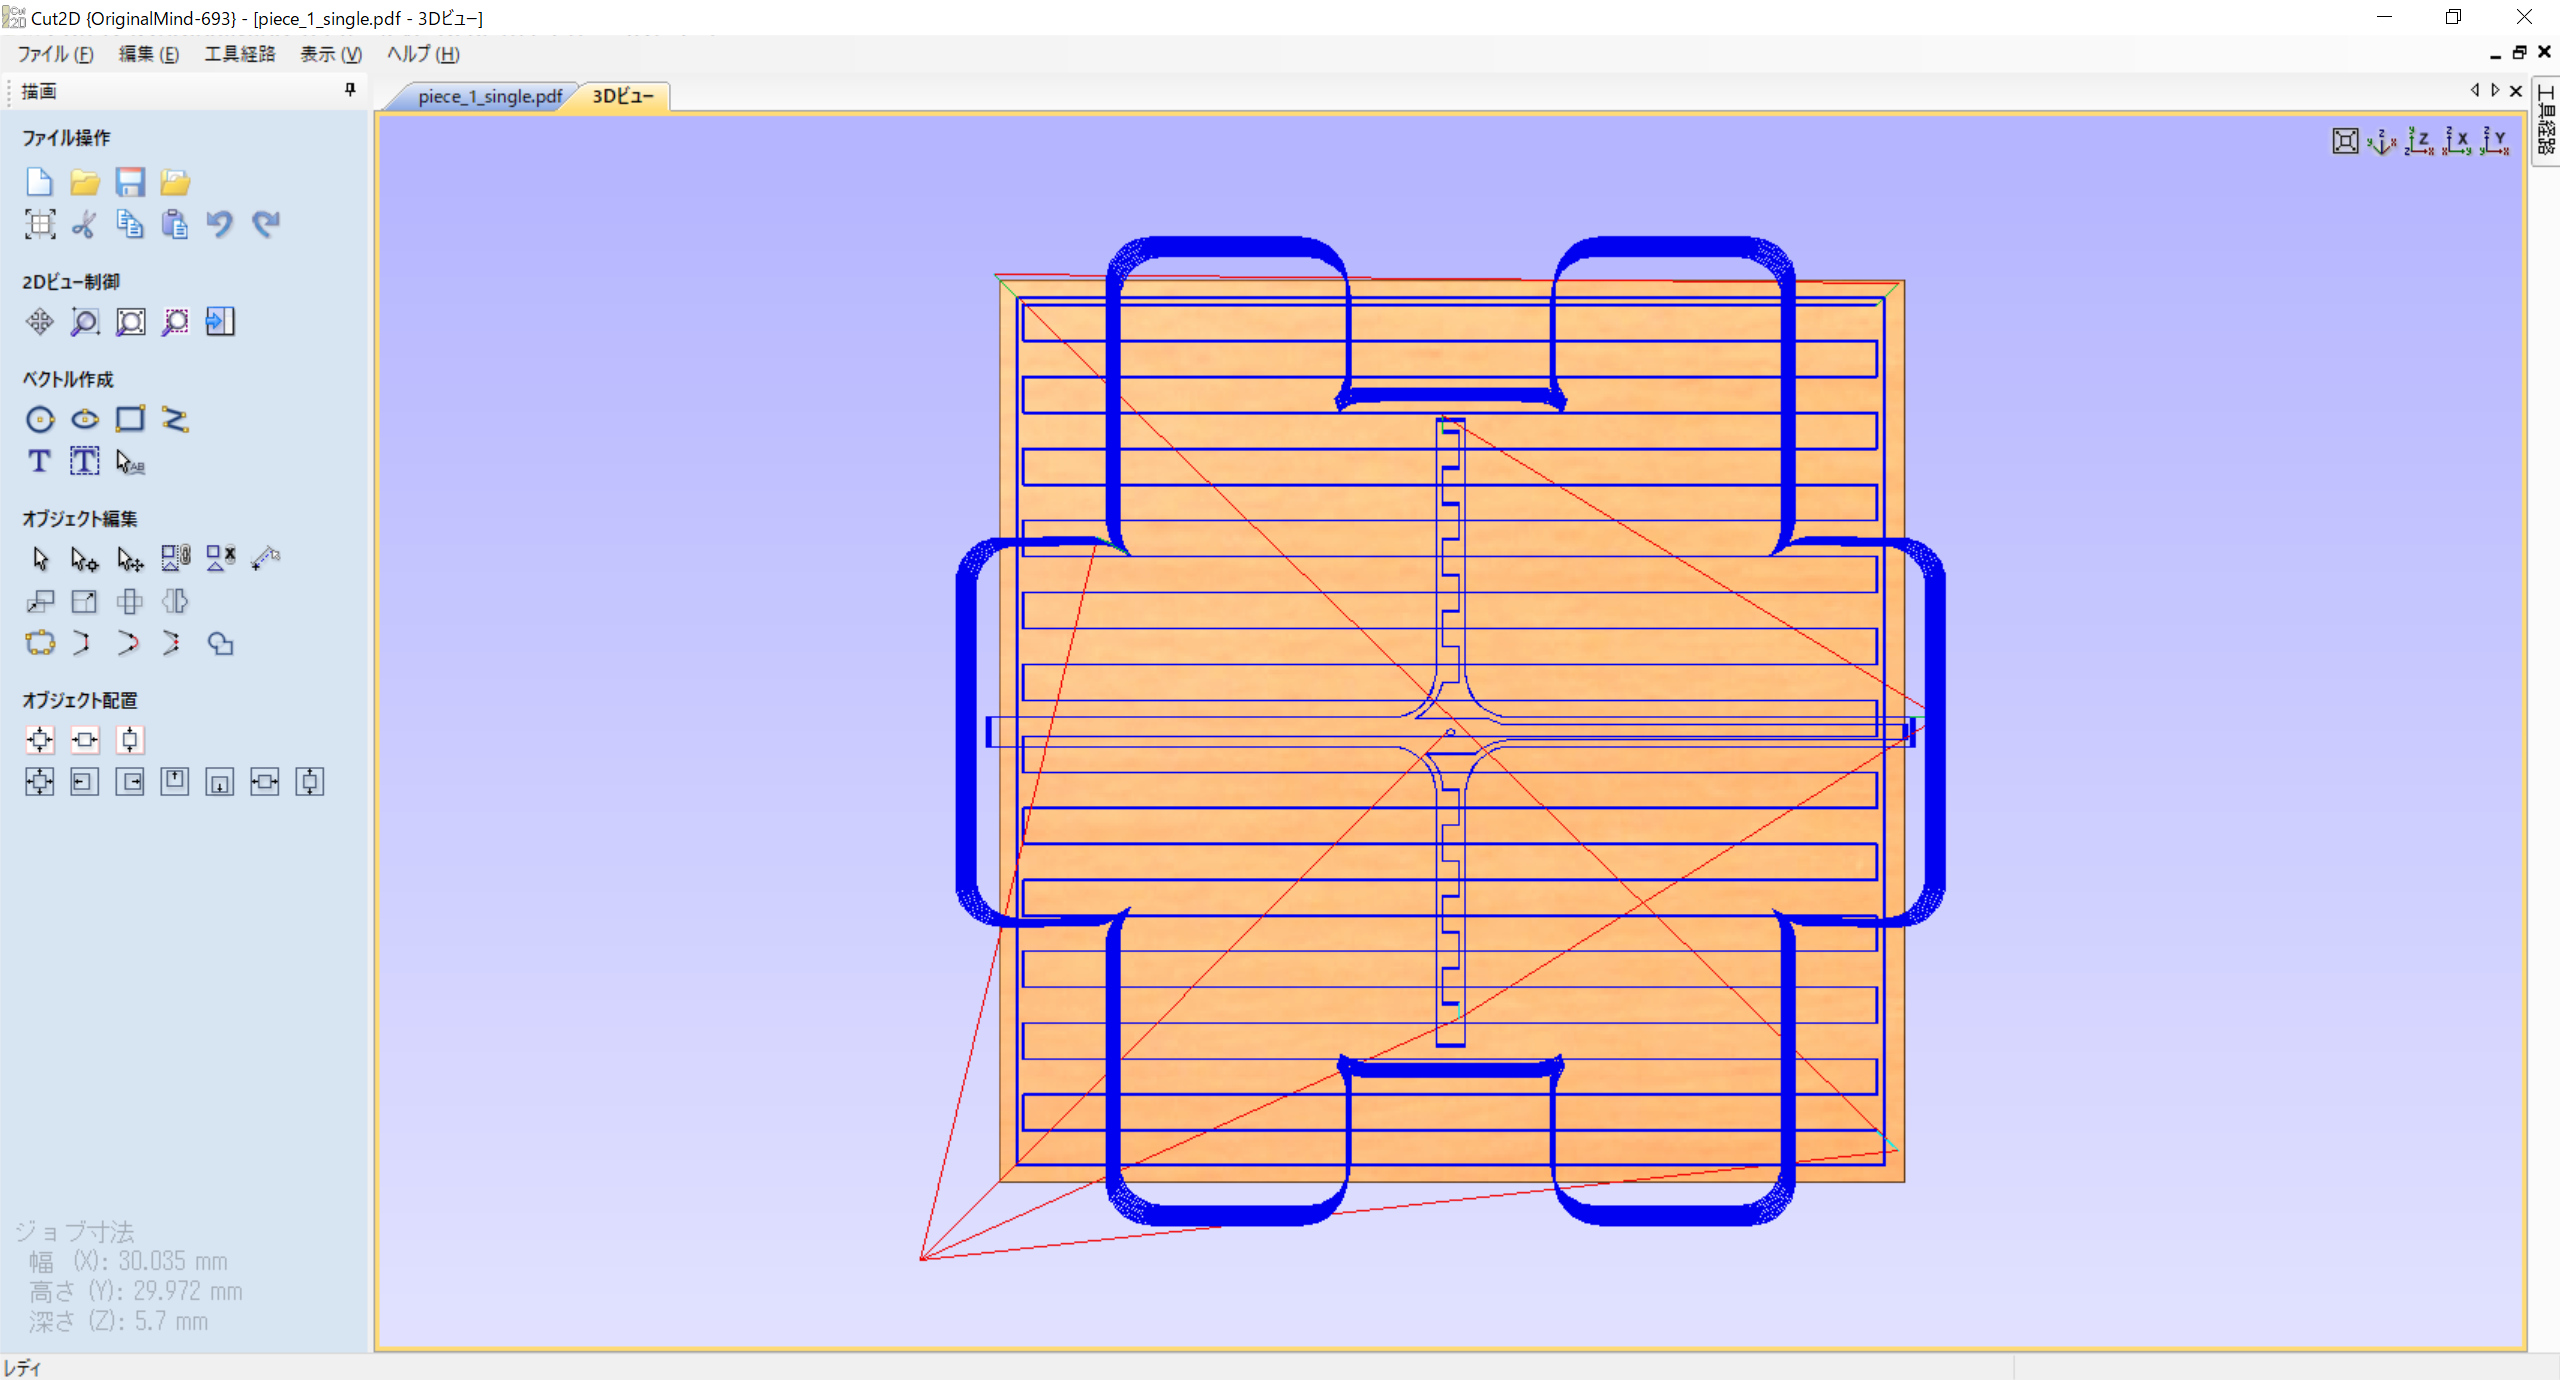 Cut2D {OriginalMind-693} - [piece_1_single.pdf - 3Dビュー]
ファイル (F) 編集 (E) 工具経路 表示 (V) ヘルプ (H)
描画
piece_1_single.pdf 3Dビュー
工具経路
ファイル操作
2Dビュー制御
ベクトル作成
オブジェクト編集
オブジェクト配置
ジョブ寸法
幅 (X): 30.035 mm
高さ (Y): 29.972 mm
深さ (Z): 5.7 mm
レディ